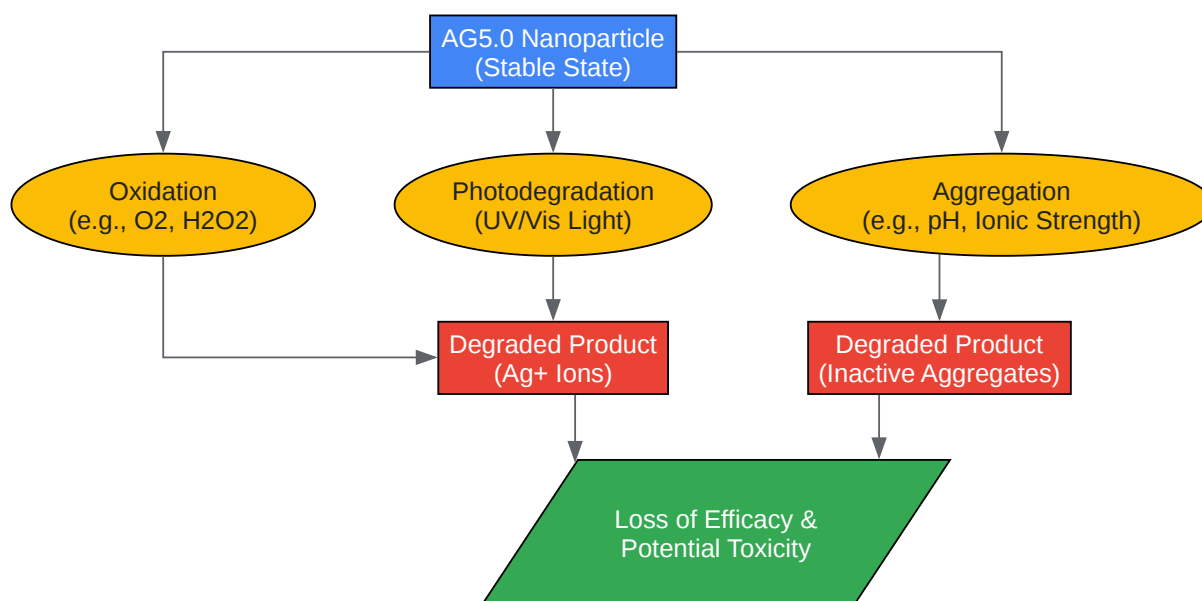 AG5.0 Nanoparticle
(Stable State)
Oxidation
(e.g., O2, H2O2)
Photodegradation
(UV/Vis Light)
Aggregation
(e.g., pH, Ionic Strength)
Degraded Product
(Ag+ Ions)
Degraded Product
(Inactive Aggregates)
Loss of Efficacy &
Potential Toxicity